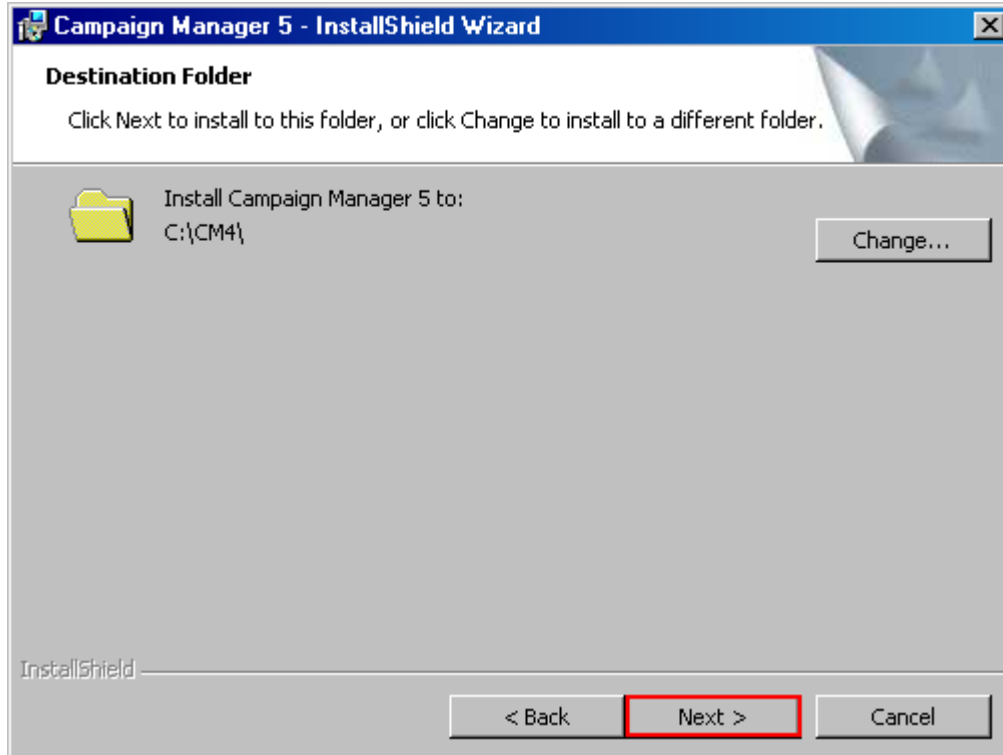 Campaign Manager 5 - InstallShield Wizard
Destination Folder
Click Next to install to this folder, or click Change to install to a different folder.
Install Campaign Manager 5 to:
C:\CM4\
Change...
InstallShield
< Back
Next >
Cancel